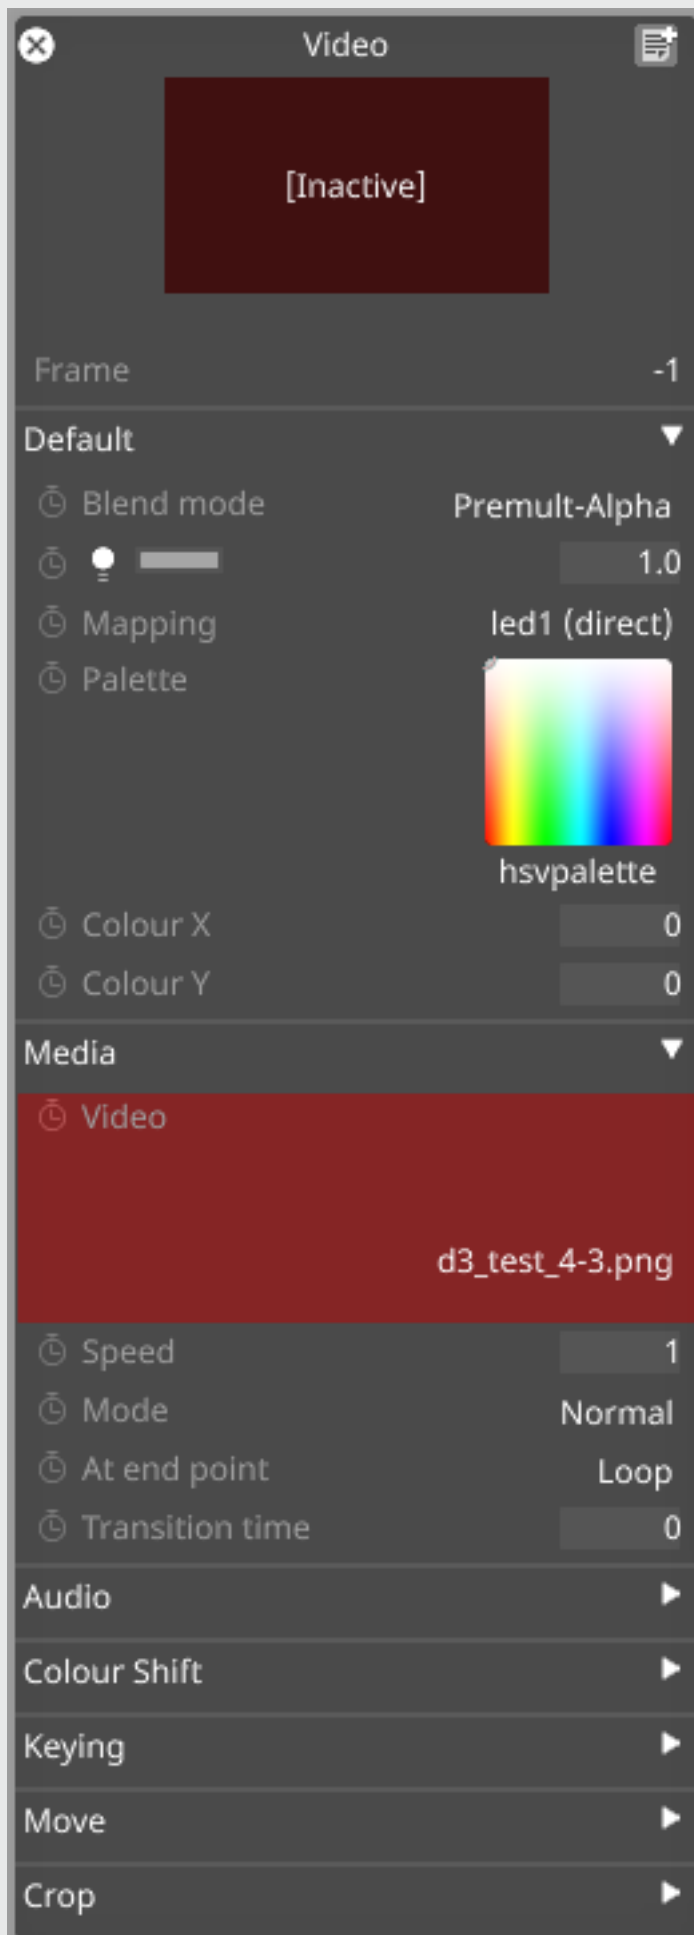 Video
[Inactive]
Frame -1
Default
Blend mode Premult-Alpha
1.0
Mapping led1 (direct)
Palette
hsvpalette
Colour X 0
Colour Y 0
Media
Video
d3_test_4-3.png
Speed 1
Mode Normal
At end point Loop
Transition time 0
Audio
Colour Shift
Keying
Move
Crop